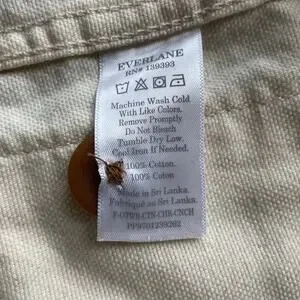 EVERLANE
RN# 139393
Machine Wash Cold
With Like Colors.
Remove Promptly
Do Not Bleach
Tumble Dry Low.
Cool Iron If Needed.
100% Cotton.
100% Coton
Made in Sri Lanka.
Fabriqué au Sri Lanka.
PP9701239262